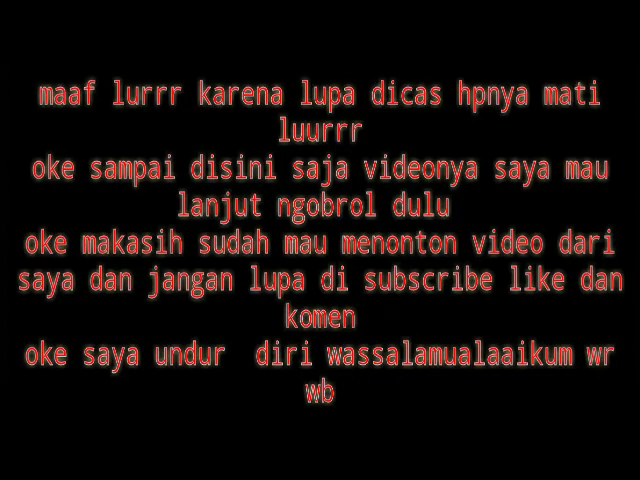 maaf lurrr karena lupa dicas hpnya mati
luurrr
oke sampai disini saja videonya saya mau
lanjut ngobrol dulu
oke makasih sudah mau menonton video dari
saya dan jangan lupa di subscribe like dan
komen
oke saya undur  diri wassalamualaaikum wr
wb